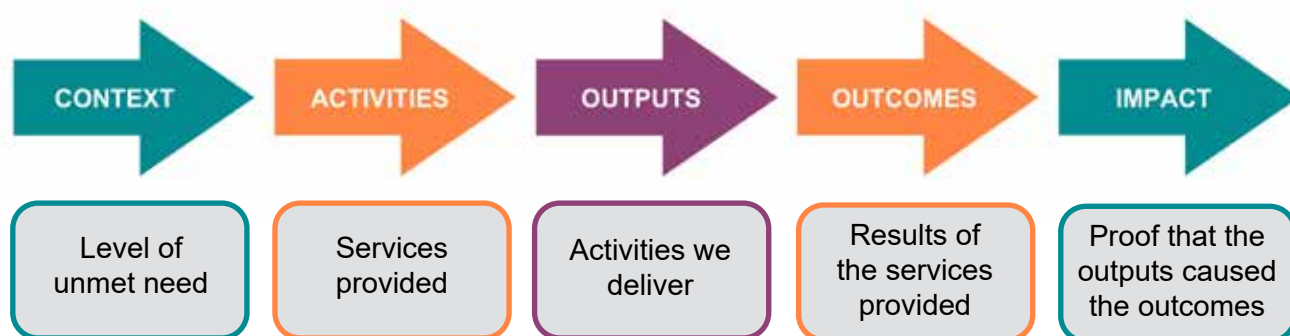 CONTEXT
ACTIVITIES
OUTPUTS
OUTCOMES
IMPACT
Level of
unmet need
Services
provided
Activities we
deliver
Results of
the services
provided
Proof that the
outputs caused
the outcomes